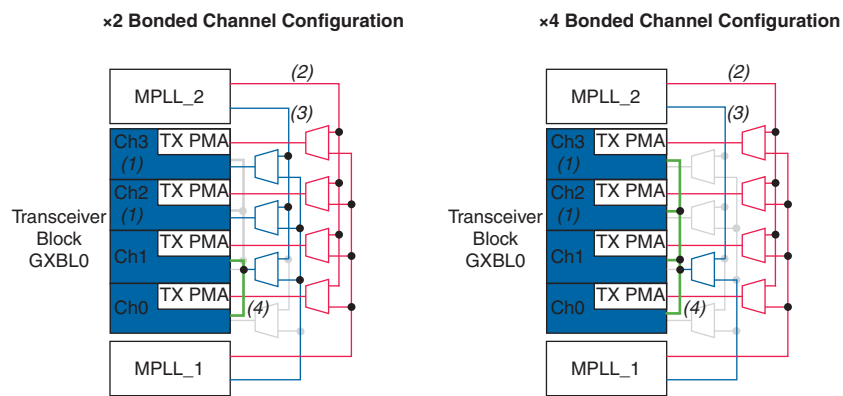 ×2 Bonded Channel Configuration
(2)
MPLL_2
(3)
Ch3 TX PMA
(1)
Ch2 TX PMA
(1)
Transceiver
Block
GXBL0
TX PMA
Ch1
TX PMA
Ch0
(4)
MPLL_1
×4 Bonded Channel Configuration
(2)
MPLL_2
(3)
Ch3 TX PMA
(1)
Ch2 TX PMA
(1)
Transceiver
Block
GXBL0
TX PMA
Ch1
TX PMA
Ch0
(4)
MPLL_1